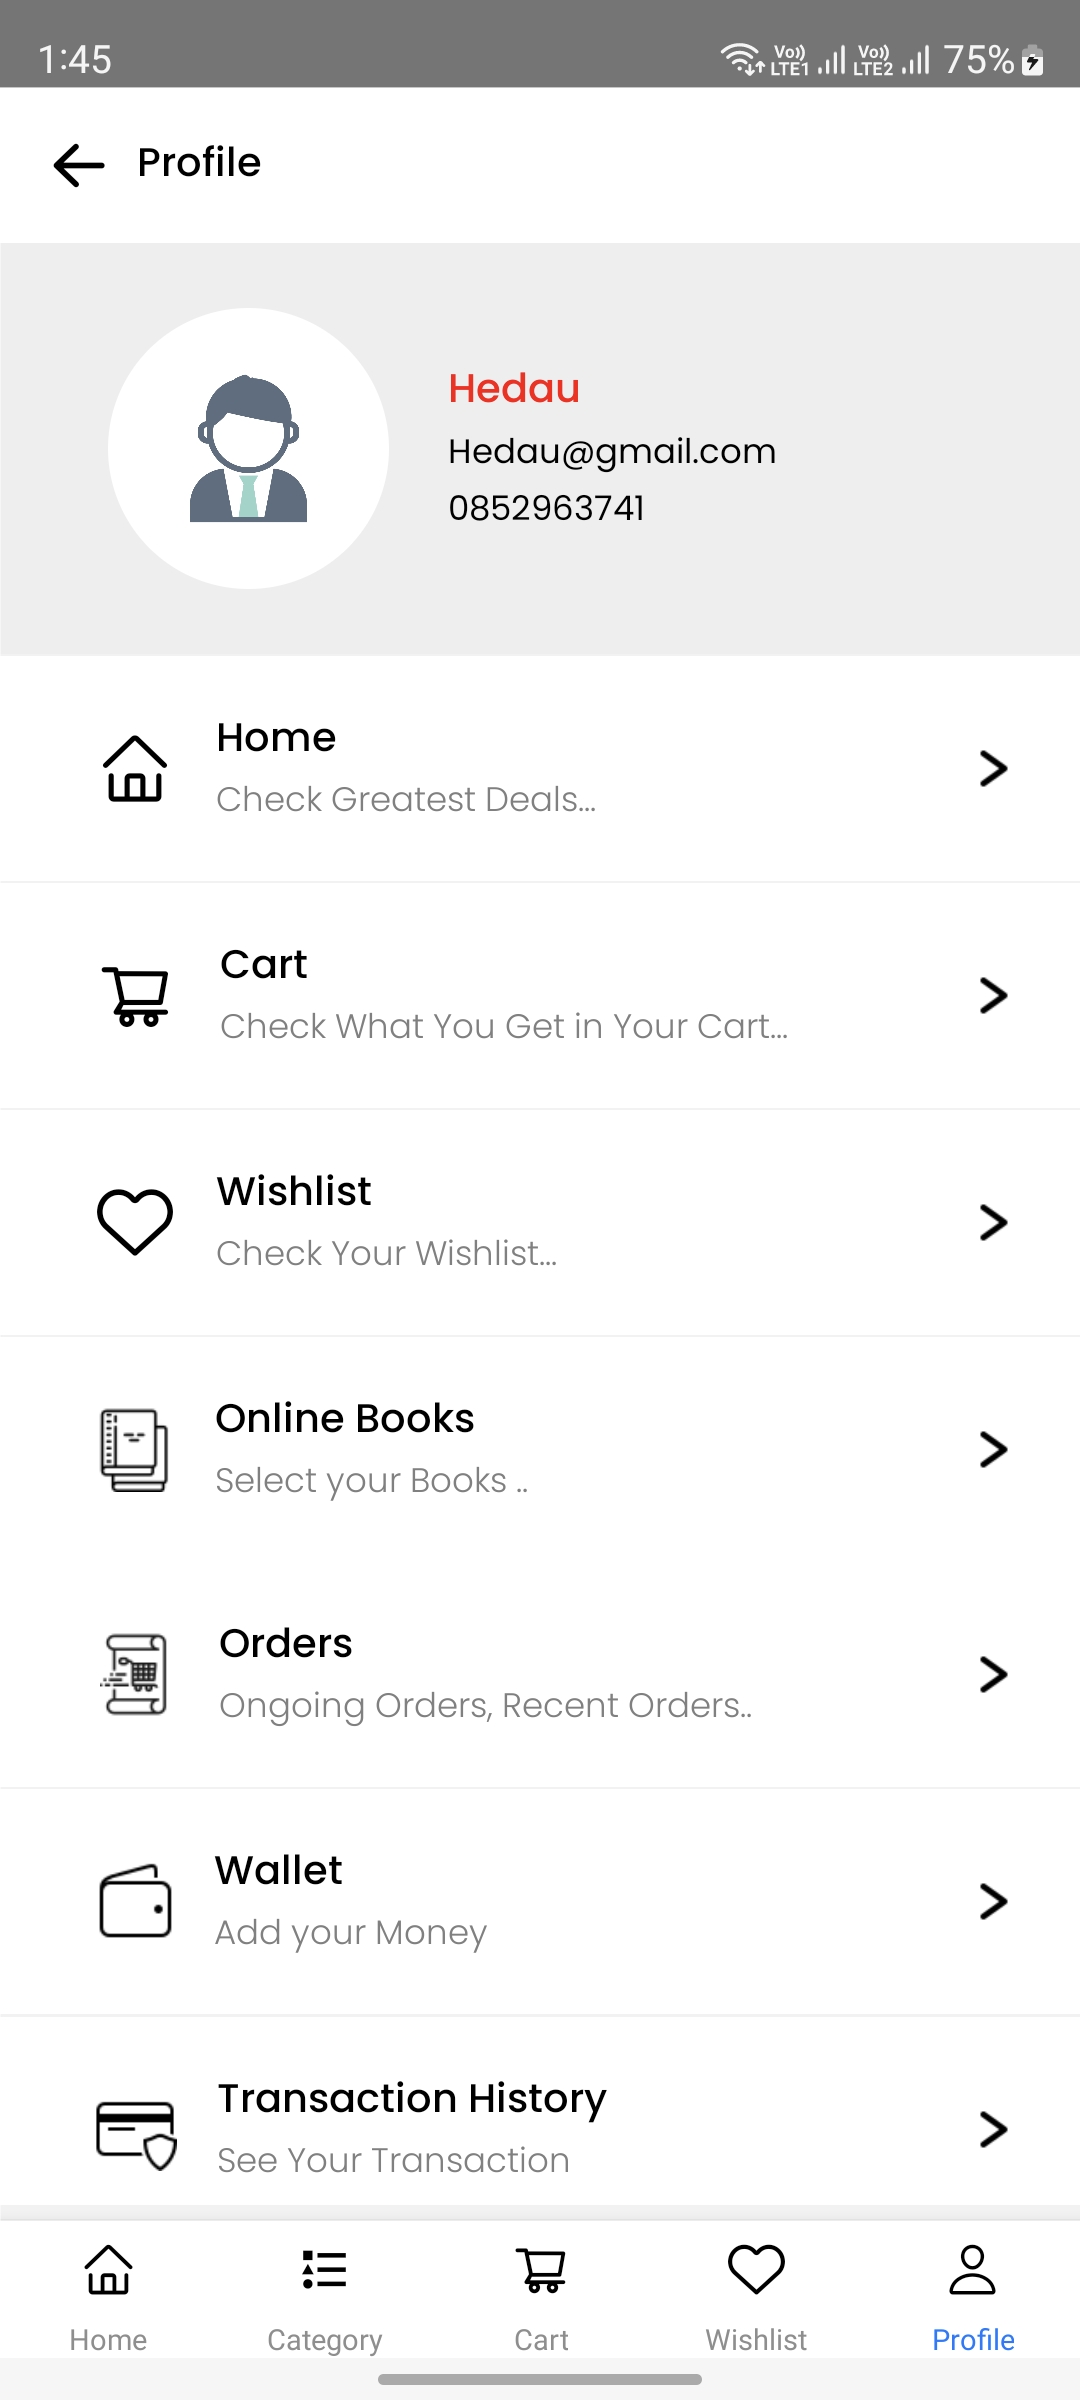 1:45
Vo)) LTE1 Vo)) LTE2 75%
Profile
Hedau
Hedau@gmail.com
0852963741
Home
Check Greatest Deals...
Cart
Check What You Get in Your Cart...
Wishlist
Check Your Wishlist...
Online Books
Select your Books ..
Orders
Ongoing Orders, Recent Orders..
Wallet
Add your Money
Transaction History
See Your Transaction
Home Category Cart Wishlist Profile